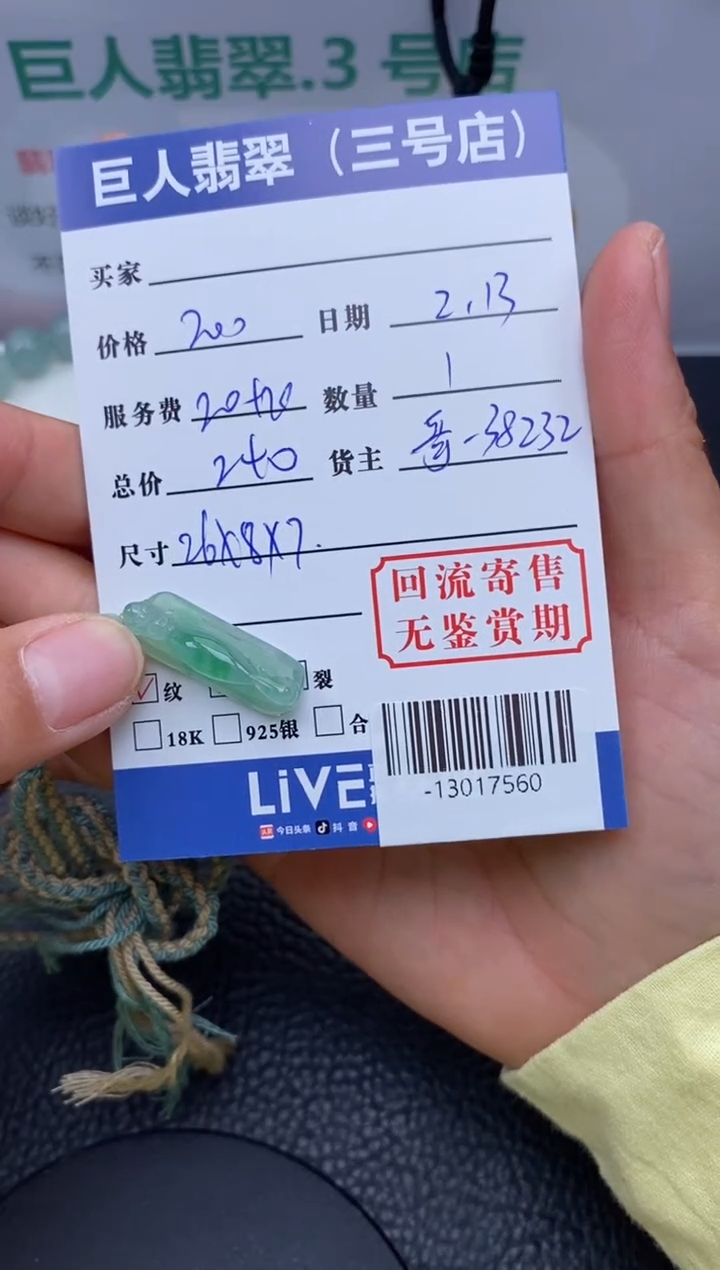 巨人翡翠.3号店
巨人翡翠（三号店）
买家
价格 200 日期 2.13
服务费 20+20 数量 1
总价 240 货主 -38232
尺寸 26X8X7.
回流寄售
无鉴赏期
纹 裂
18K 925银 合
LiVE
-13017560
今日头条 抖音